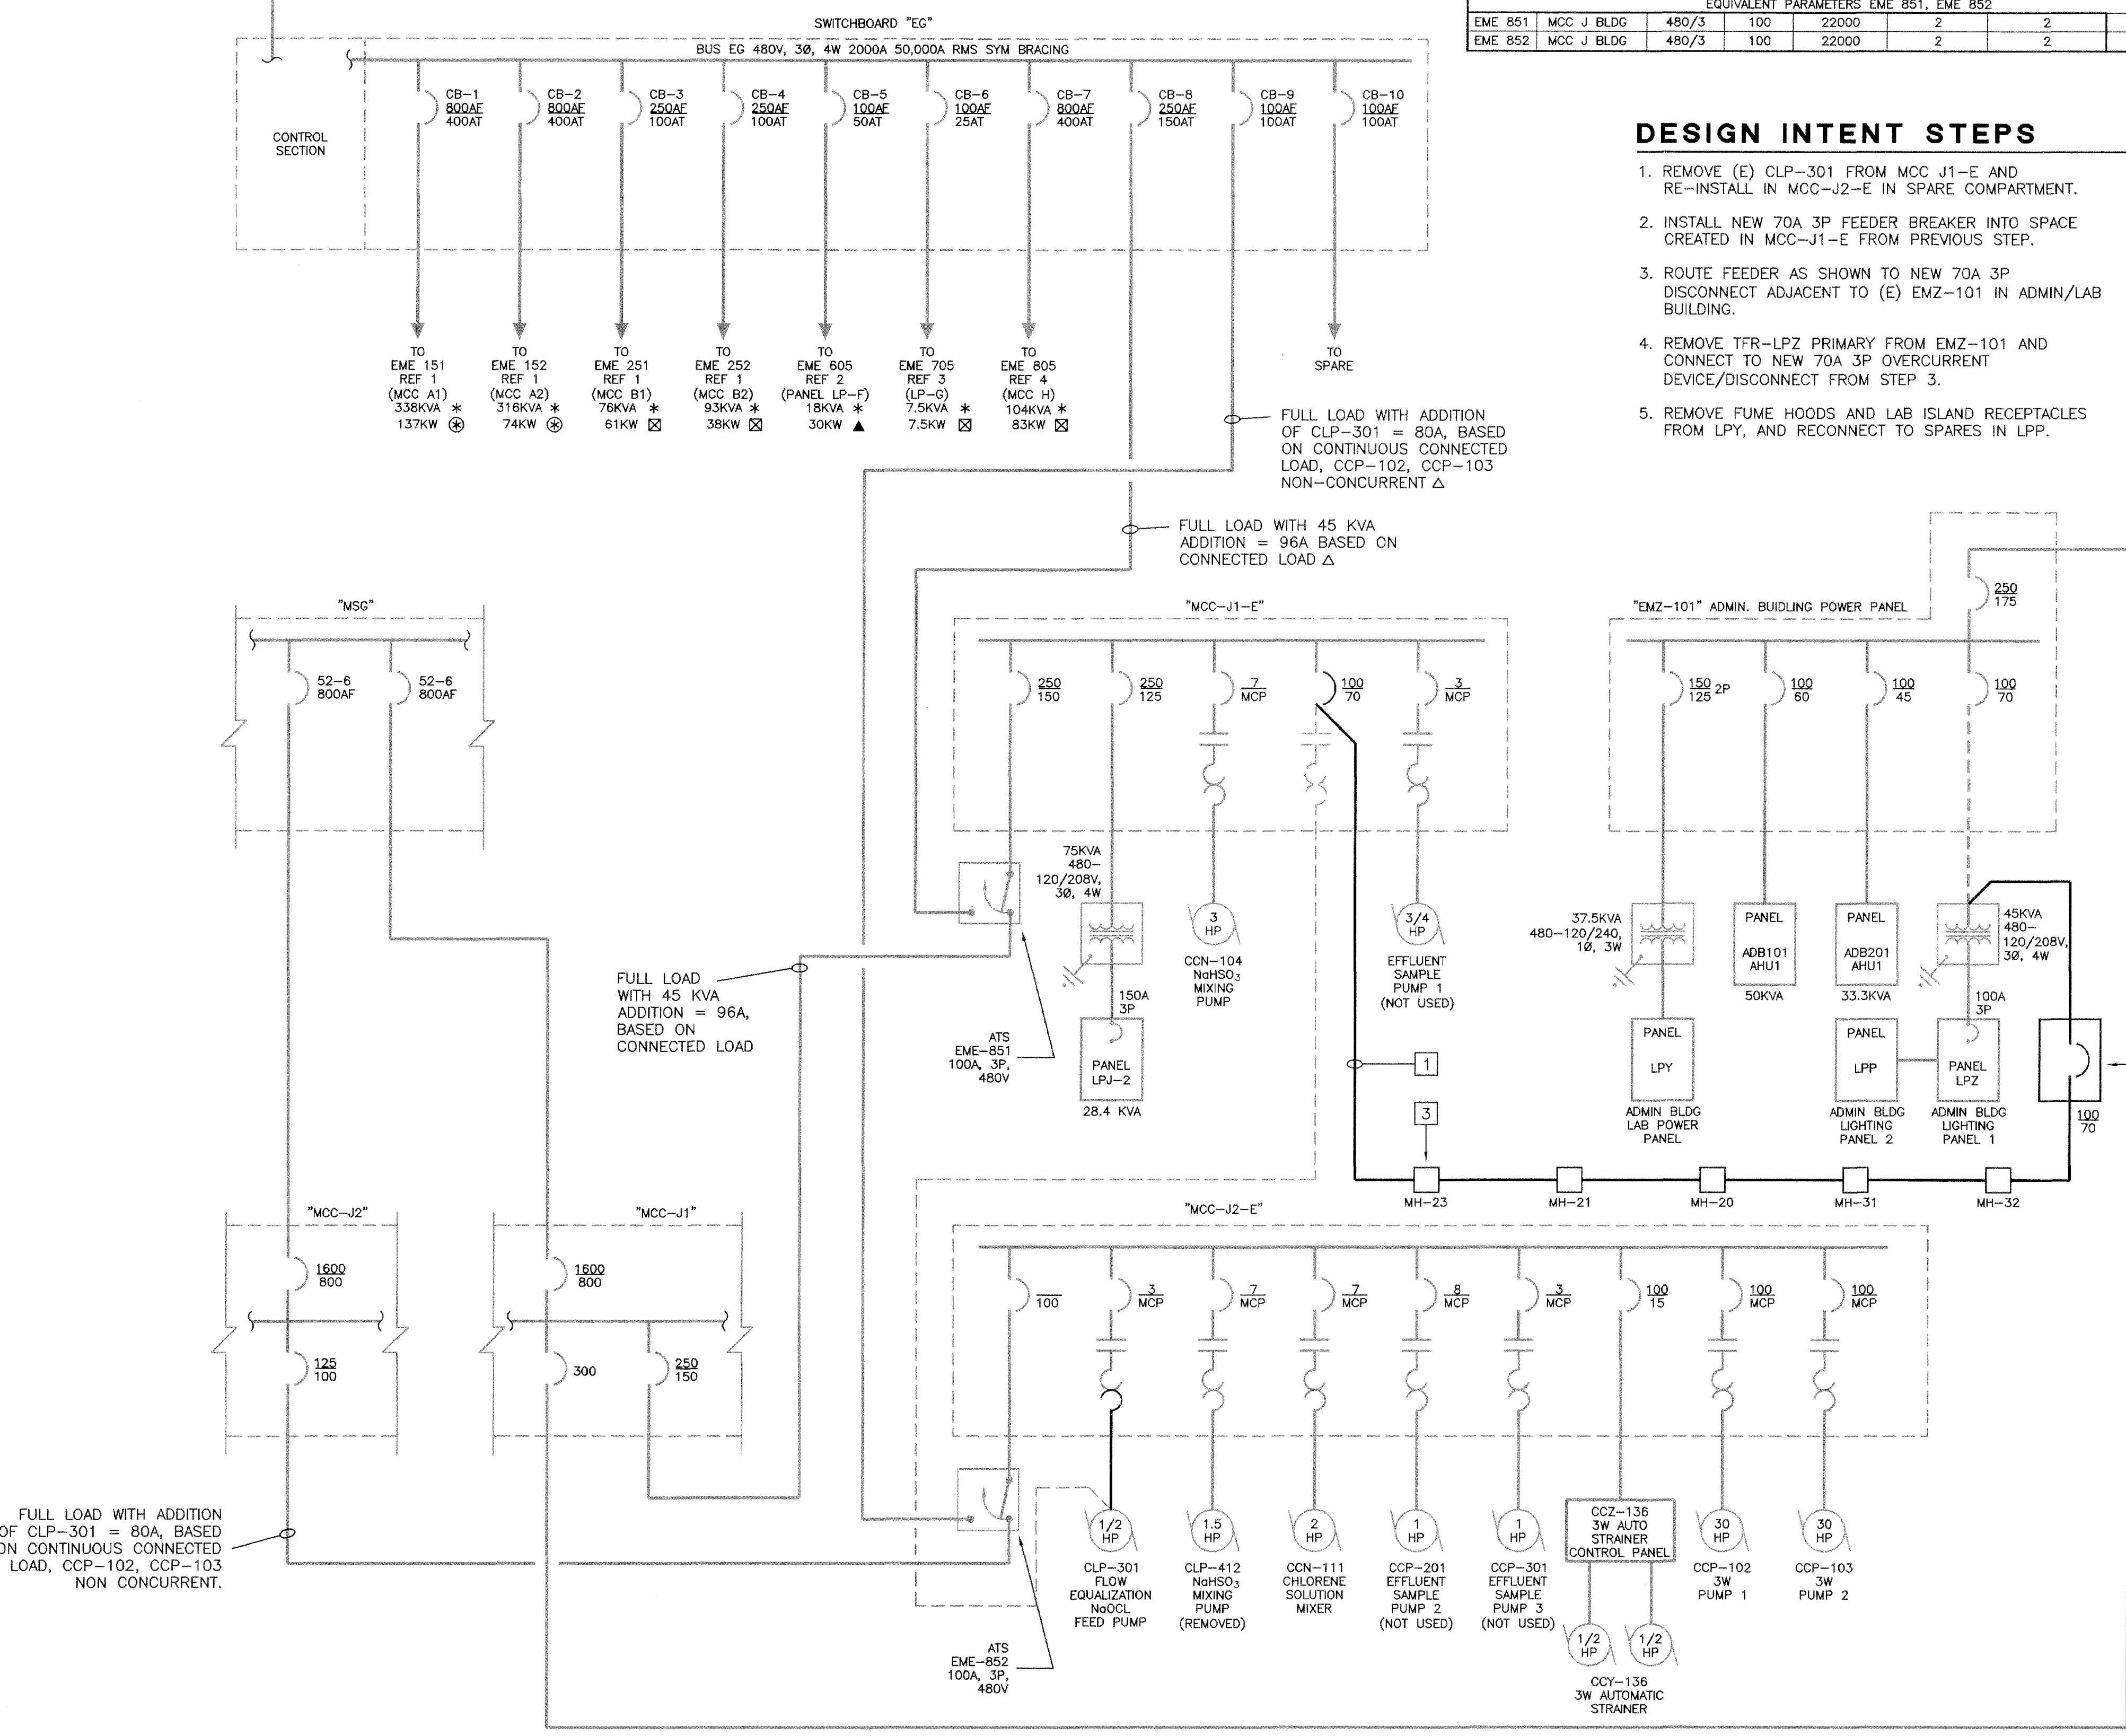 EQUIVALENT PARAMETERS EME 851, EME 852
EME 851 MCC J BLDG 480/3 100 22000 2 2
EME 852 MCC J BLDG 480/3 100 22000 2 2
SWITCHBOARD "EG"
BUS EG 480V, 3Ø, 4W 2000A 50,000A RMS SYM BRACING
CONTROL
SECTION
CB-1
800AF
400AT
CB-2
800AF
400AT
CB-3
250AF
100AT
CB-4
250AF
100AT
CB-5
100AF
50AT
CB-6
100AF
25AT
CB-7
800AF
400AT
CB-8
250AF
150AT
CB-9
100AF
100AT
CB-10
100AF
100AT
TO
EME 151
REF 1
(MCC A1)
338KVA *
137KW
TO
EME 152
REF 1
(MCC A2)
316KVA *
74KW
TO
EME 251
REF 1
(MCC B1)
76KVA *
61KW
TO
EME 252
REF 1
(MCC B2)
93KVA *
38KW
TO
EME 605
REF 2
(PANEL LP-F)
18KVA *
30KW ▲
TO
EME 705
REF 3
(LP-G)
7.5KVA *
7.5KW
TO
EME 805
REF 4
(MCC H)
104KVA *
83KW
TO
SPARE
DESIGN INTENT STEPS
1. REMOVE (E) CLP-301 FROM MCC J1-E AND
RE-INSTALL IN MCC-J2-E IN SPARE COMPARTMENT.
2. INSTALL NEW 70A 3P FEEDER BREAKER INTO SPACE
CREATED IN MCC-J1-E FROM PREVIOUS STEP.
3. ROUTE FEEDER AS SHOWN TO NEW 70A 3P
DISCONNECT ADJACENT TO (E) EMZ-101 IN ADMIN/LAB
BUILDING.
4. REMOVE TFR-LPZ PRIMARY FROM EMZ-101 AND
CONNECT TO NEW 70A 3P OVERCURRENT
DEVICE/DISCONNECT FROM STEP 3.
5. REMOVE FUME HOODS AND LAB ISLAND RECEPTACLES
FROM LPY, AND RECONNECT TO SPARES IN LPP.
FULL LOAD WITH ADDITION
OF CLP-301 = 80A, BASED
ON CONTINUOUS CONNECTED
LOAD, CCP-102, CCP-103
NON-CONCURRENT △
FULL LOAD WITH 45 KVA
ADDITION = 96A BASED ON
CONNECTED LOAD △
"MSG"
52-6
800AF
52-6
800AF
"MCC-J1-E"
250
150
250
125
7
MCP
100
70
3
MCP
"EMZ-101" ADMIN. BUIDLING POWER PANEL
250
175
150
125 2P
100
60
100
45
100
70
75KVA
480-
120/208V,
3Ø, 4W
3
HP
CCN-104
NaHSO3
MIXING
PUMP
3/4
HP
EFFLUENT
SAMPLE
PUMP 1
(NOT USED)
150A
3P
PANEL
LPJ-2
28.4 KVA
ATS
EME-851
100A, 3P,
480V
FULL LOAD
WITH 45 KVA
ADDITION = 96A,
BASED ON
CONNECTED LOAD
37.5KVA
480-120/240,
1Ø, 3W
PANEL
LPY
ADMIN BLDG
LAB POWER
PANEL
PANEL
ADB101
AHU1
50KVA
PANEL
ADB201
AHU1
33.3KVA
45KVA
480-
120/208V,
3Ø, 4W
100A
3P
PANEL
LPP
ADMIN BLDG
LIGHTING
PANEL 2
PANEL
LPZ
ADMIN BLDG
LIGHTING
PANEL 1
100
70
1
3
MH-23
MH-21
MH-20
MH-31
MH-32
"MCC-J2"
1600
800
125
100
"MCC-J1"
1600
800
300
250
150
"MCC-J2-E"
100
3
MCP
7
MCP
7
MCP
8
MCP
3
MCP
100
15
100
MCP
100
MCP
FULL LOAD WITH ADDITION
OF CLP-301 = 80A, BASED
ON CONTINUOUS CONNECTED
LOAD, CCP-102, CCP-103
NON CONCURRENT.
ATS
EME-852
100A, 3P,
480V
1/2
HP
CLP-301
FLOW
EQUALIZATION
NaOCL
FEED PUMP
1.5
HP
CLP-412
NaHSO3
MIXING
PUMP
(REMOVED)
2
HP
CCN-111
CHLORENE
SOLUTION
MIXER
1
HP
CCP-201
EFFLUENT
SAMPLE
PUMP 2
(NOT USED)
1
HP
CCP-301
EFFLUENT
SAMPLE
PUMP 3
(NOT USED)
CCZ-136
3W AUTO
STRAINER
CONTROL PANEL
1/2
HP
1/2
HP
CCY-136
3W AUTOMATIC
STRAINER
30
HP
CCP-102
3W
PUMP 1
30
HP
CCP-103
3W
PUMP 2